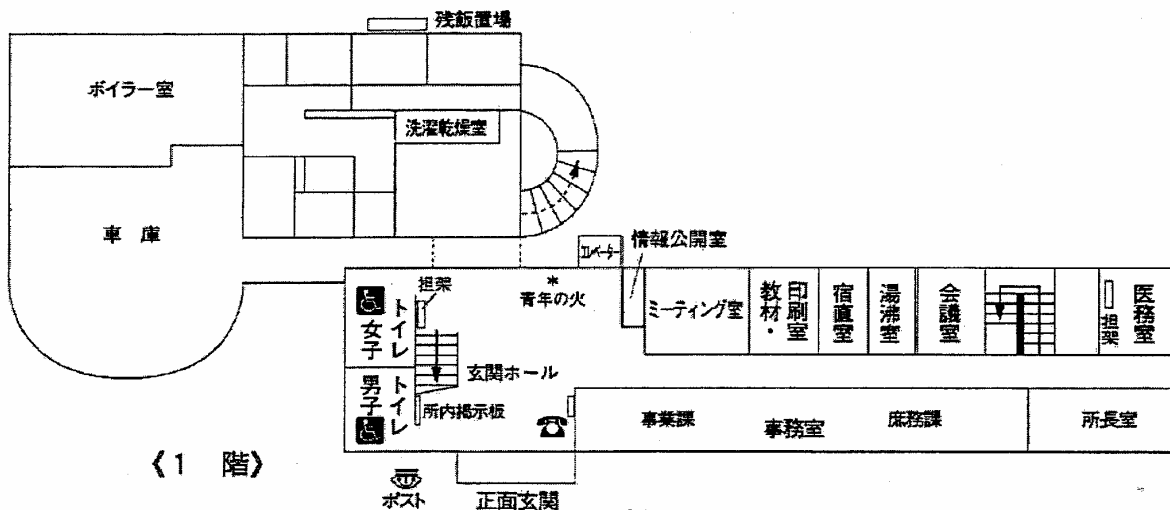 残飯置場
ボイラー室
洗濯乾燥室
車 庫
情報公開室
エレベーター
担架
青年の火
女子トイレ
ミーティング室
教材・印刷室
宿直室
湯沸室
会議室
担架
医務室
玄関ホール
男子トイレ
所内掲示板
事業課
事務室
庶務課
所長室
《1 階》
ポスト
正面玄関